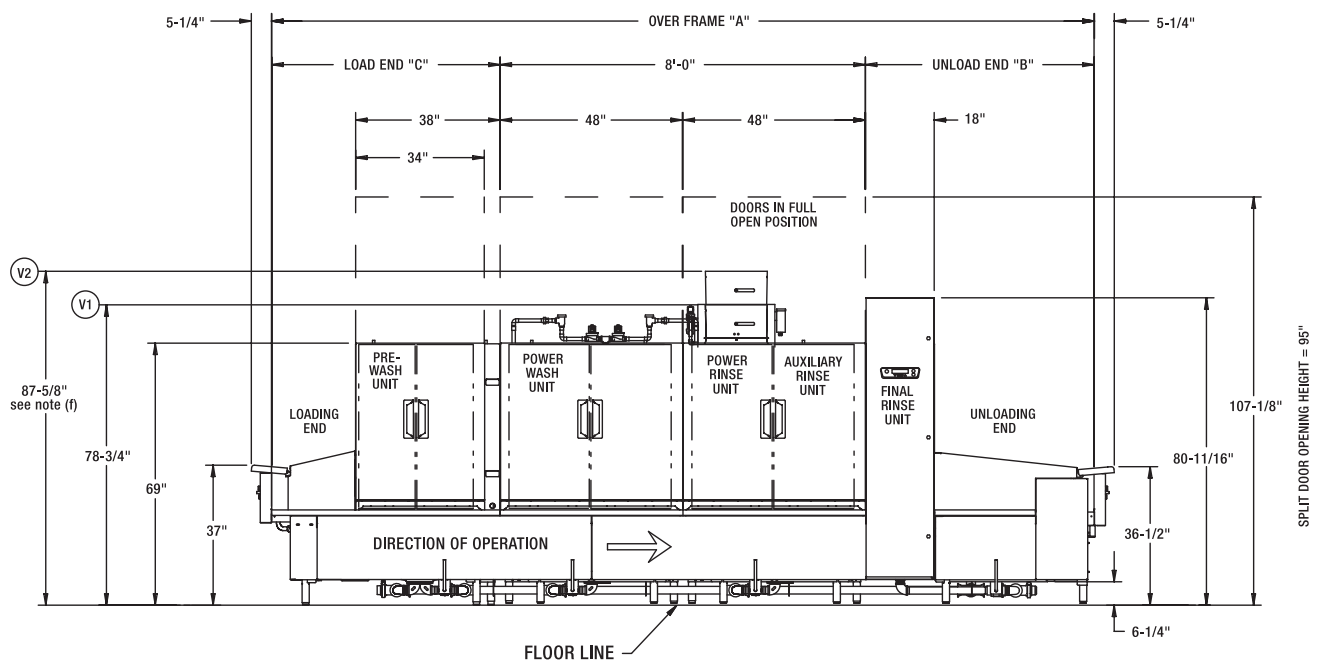 5-1/4"
OVER FRAME "A"
5-1/4"
LOAD END "C"
8'-0"
UNLOAD END "B"
38"
48"
48"
18"
34"
DOORS IN FULL
OPEN POSITION
V2
V1
PRE-
WASH
UNIT
POWER
WASH
UNIT
POWER
RINSE
UNIT
AUXILIARY
RINSE
UNIT
FINAL
RINSE
UNIT
LOADING
END
UNLOADING
END
87-5/8"
see note (f)
78-3/4"
69"
37"
107-1/8"
80-11/16"
36-1/2"
6-1/4"
SPLIT DOOR OPENING HEIGHT = 95"
DIRECTION OF OPERATION
FLOOR LINE